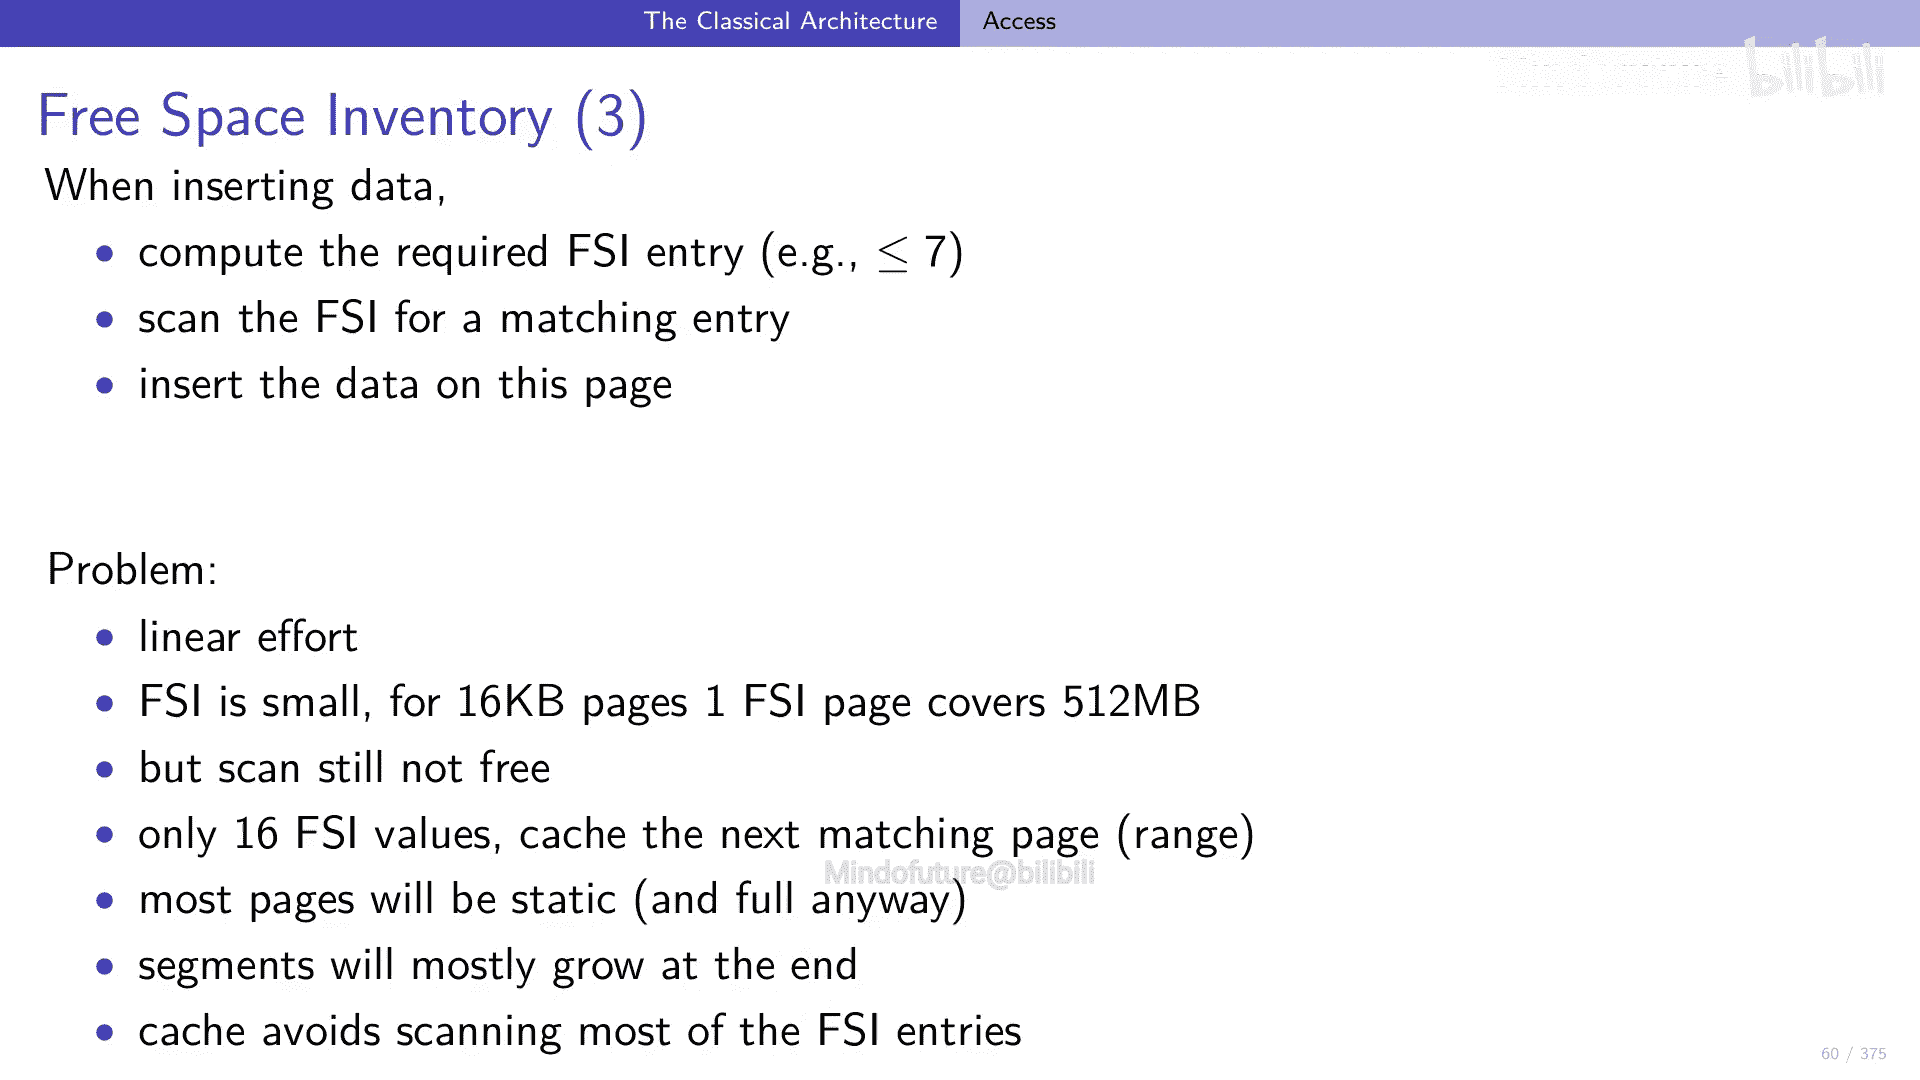 The Classical Architecture
Access
bilibili
Free Space Inventory (3)
When inserting data,
• compute the required FSI entry (e.g., ≤ 7)
• scan the FSI for a matching entry
• insert the data on this page
Problem:
• linear effort
• FSI is small, for 16KB pages 1 FSI page covers 512MB
• but scan still not free
• only 16 FSI values, cache the next matching page (range)
Mindofuture@bilibili
• most pages will be static (and full anyway)
• segments will mostly grow at the end
• cache avoids scanning most of the FSI entries
60 / 375